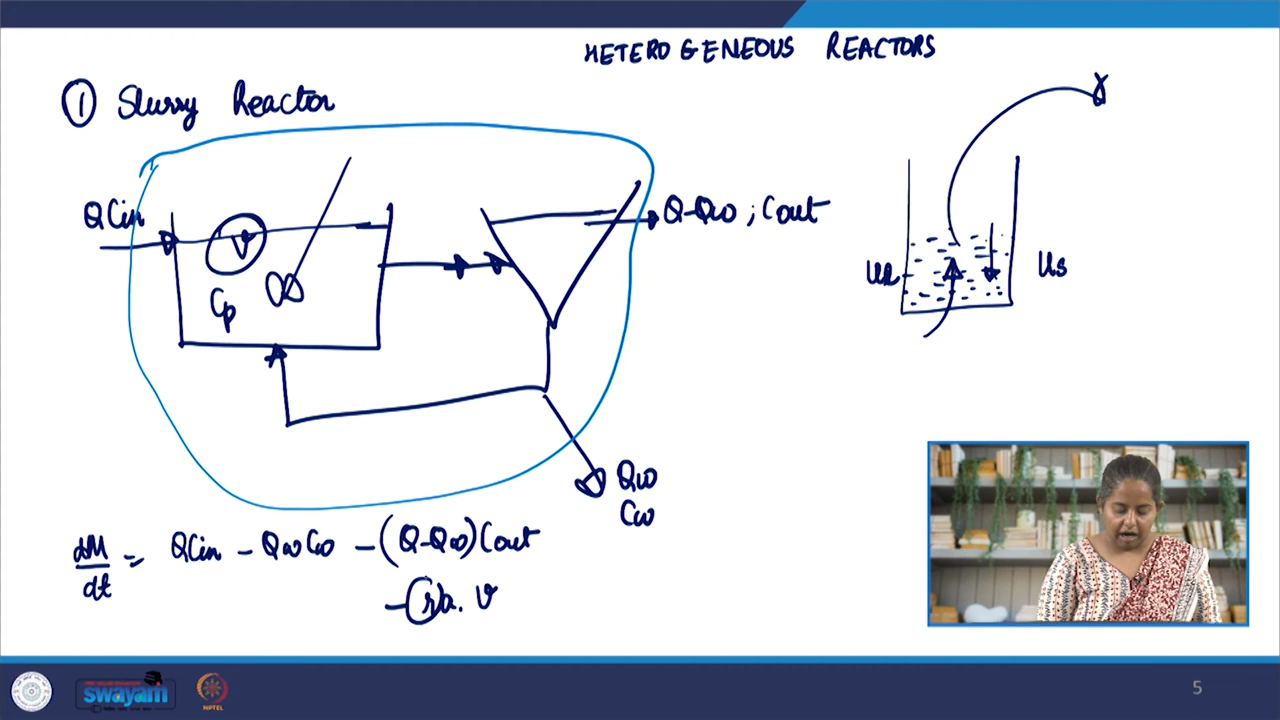 HETEROGENEOUS REACTORS
① Slurry Reactor
QCin
V
Cp
Q-Qw ; Cout
Us
Qw
Cw
dM/dt = QCin - QwCw - (Q-Qw)Cout
- (r)a. V
5
swayam
NPTEL